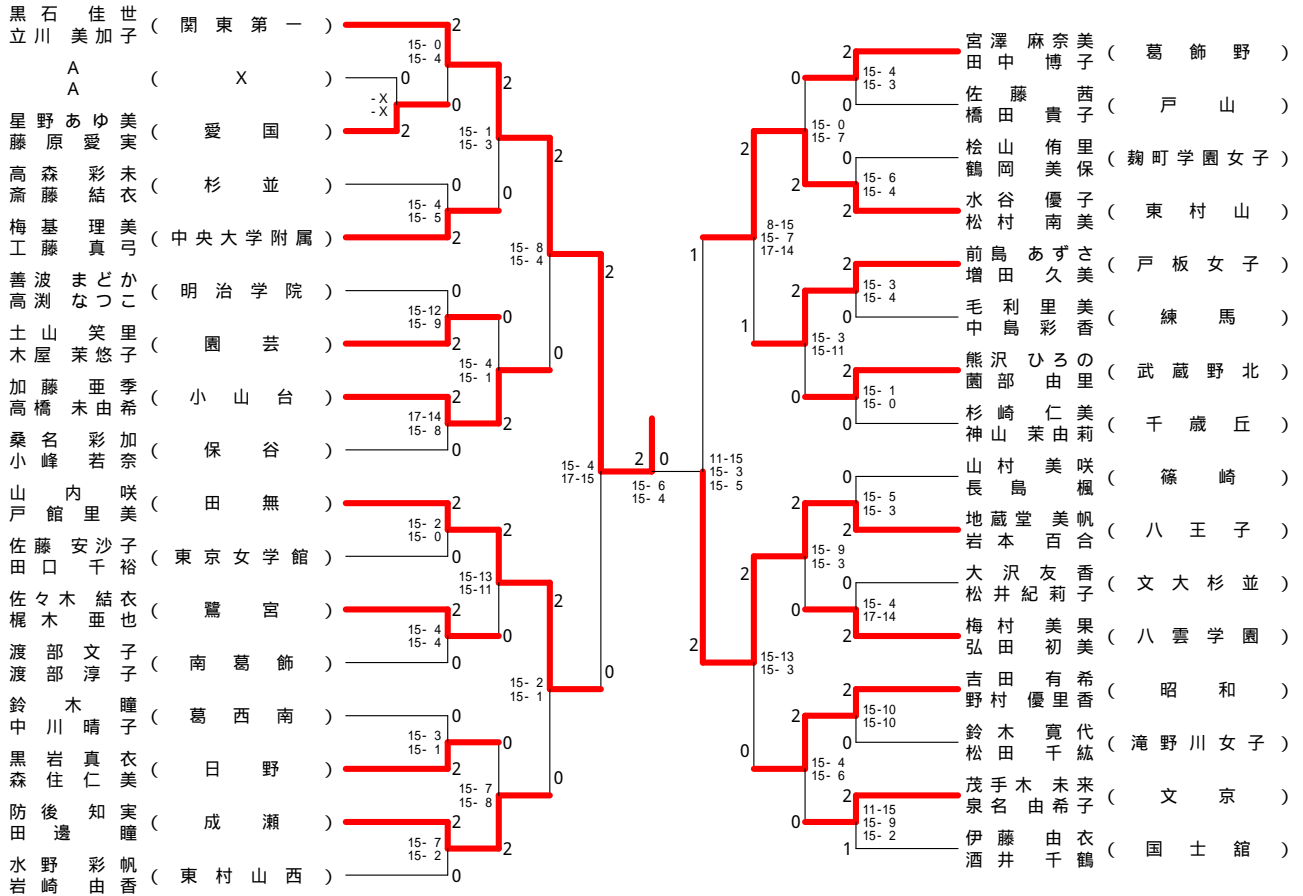 黒石 佳世
立川 美加子
( 関東第一 )
2
15- 0
15- 4
2
A
A
( X )
0
- X
- X
0
星野あゆ美
藤原愛実
( 愛国 )
2
15- 1
15- 3
2
高森 彩未
斎藤 結衣
( 杉並 )
0
15- 4
15- 5
0
梅基 理美
工藤 真弓
( 中央大学附属 )
2
15- 8
15- 4
2
善波 まどか
高渕 なつこ
( 明治学院 )
0
15-12
15- 9
0
土山 笑里
木屋 茉悠子
( 園芸 )
2
15- 4
15- 1
0
加藤 亜季
高橋 未由希
( 小山台 )
2
17-14
15- 8
2
桑名 彩加
小峰 若奈
( 保谷 )
0
15- 4
17-15
2 0
15- 6
15- 4
山内 咲
戸館里美
( 田無 )
2
15- 2
15- 0
2
佐藤 安沙子
田口 千裕
( 東京女学館 )
0
15-13
15-11
2
佐々木 結衣
梶木 亜也
( 鷺宮 )
2
15- 4
15- 4
0
渡部文子
渡部淳子
( 南葛飾 )
0
15- 2
15- 1
0
鈴木 瞳
中川晴子
( 葛西南 )
0
15- 3
15- 1
0
黒岩真衣
森住仁美
( 日野 )
2
15- 7
15- 8
0
防後 知実
田邊 瞳
( 成瀬 )
2
15- 7
15- 2
2
水野 彩帆
岩崎 由香
( 東村山西 )
0
宮澤 麻奈美
田中 博子
( 葛飾野 )
2
15- 4
15- 3
0
佐藤 茜
橋田 貴子
( 戸山 )
0
15- 0
15- 7
2
桧山 侑里
鶴岡 美保
( 麹町学園女子 )
0
15- 6
15- 4
2
水谷 優子
松村 南美
( 東村山 )
2
8-15
15- 7
17-14
1
前島 あずさ
増田 久美
( 戸板女子 )
2
15- 3
15- 4
2
毛利里美
中島彩香
( 練馬 )
0
15- 3
15-11
1
熊沢 ひろの
薗部 由里
( 武蔵野北 )
2
15- 1
15- 0
0
杉崎 仁美
神山 茉由莉
( 千歳丘 )
0
11-15
15- 3
15- 5
山村 美咲
長島 楓
( 篠崎 )
0
15- 5
15- 3
2
地蔵堂 美帆
岩本 百合
( 八王子 )
2
15- 9
15- 3
2
大沢友香
松井紀莉子
( 文大杉並 )
0
15- 4
17-14
0
梅村 美果
弘田 初美
( 八雲学園 )
2
15-13
15- 3
2
吉田 有希
野村 優里香
( 昭和 )
2
15-10
15-10
2
鈴木 寛代
松田 千紘
( 滝野川女子 )
0
15- 4
15- 6
0
茂手木 未来
泉名 由希子
( 文京 )
2
11-15
15- 9
15- 2
0
伊藤 由衣
酒井 千鶴
( 国士舘 )
1